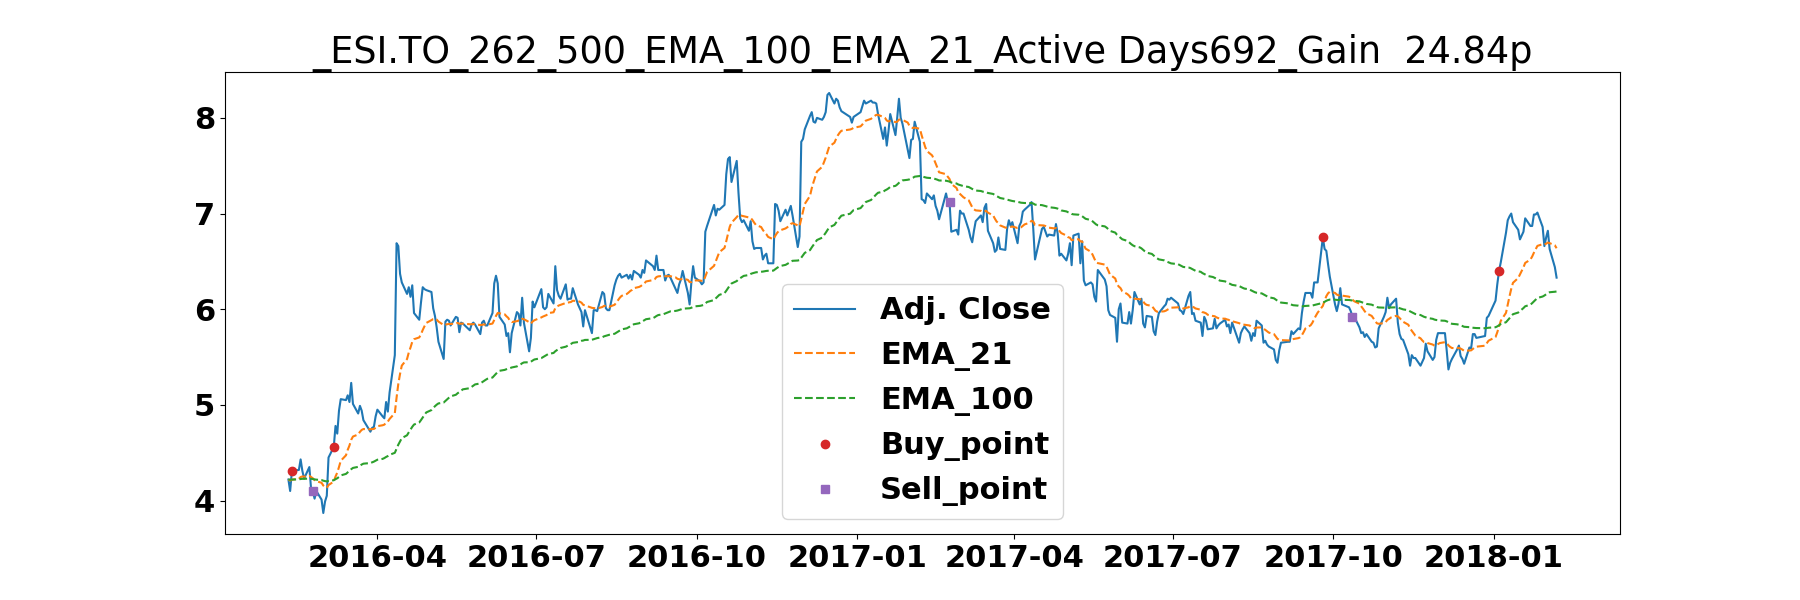 _ESI.TO_262_500_EMA_100_EMA_21_Active Days692_Gain  24.84p
8
7
6
5
4
Adj. Close
EMA_21
EMA_100
Buy_point
Sell_point
2016-04 2016-07 2016-10 2017-01 2017-04 2017-07 2017-10 2018-01